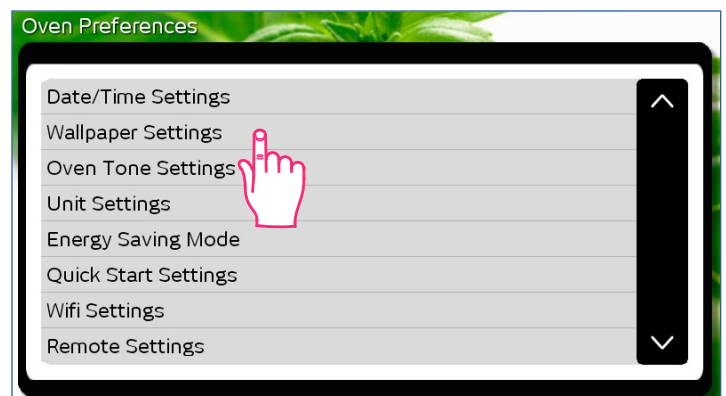 Oven Preferences
Date/Time Settings
Wallpaper Settings
Oven Tone Settings
Unit Settings
Energy Saving Mode
Quick Start Settings
Wifi Settings
Remote Settings